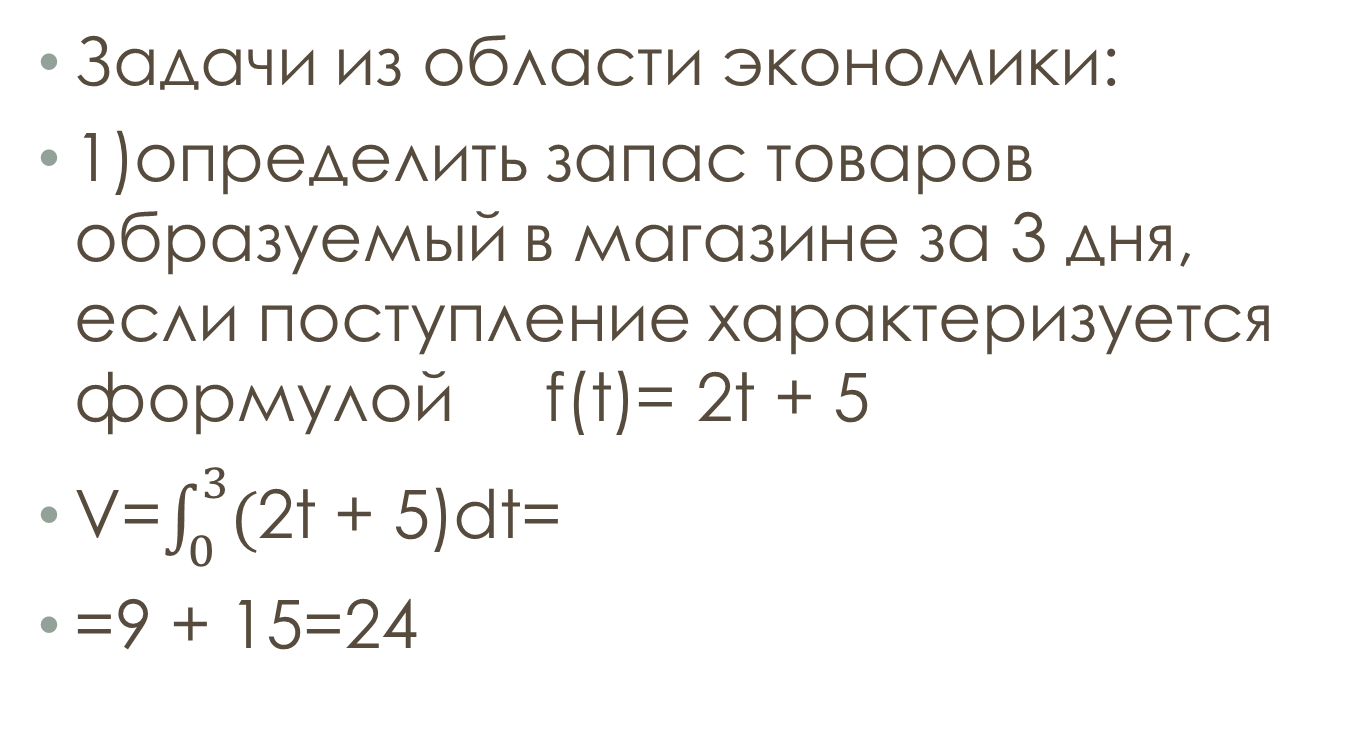 • Задачи из области экономики:
• 1)определить запас товаров
образуемый в магазине за 3 дня,
если поступление характеризуется
формулой f(t)= 2t + 5
• V=∫₀³(2t + 5)dt=
• =9 + 15=24